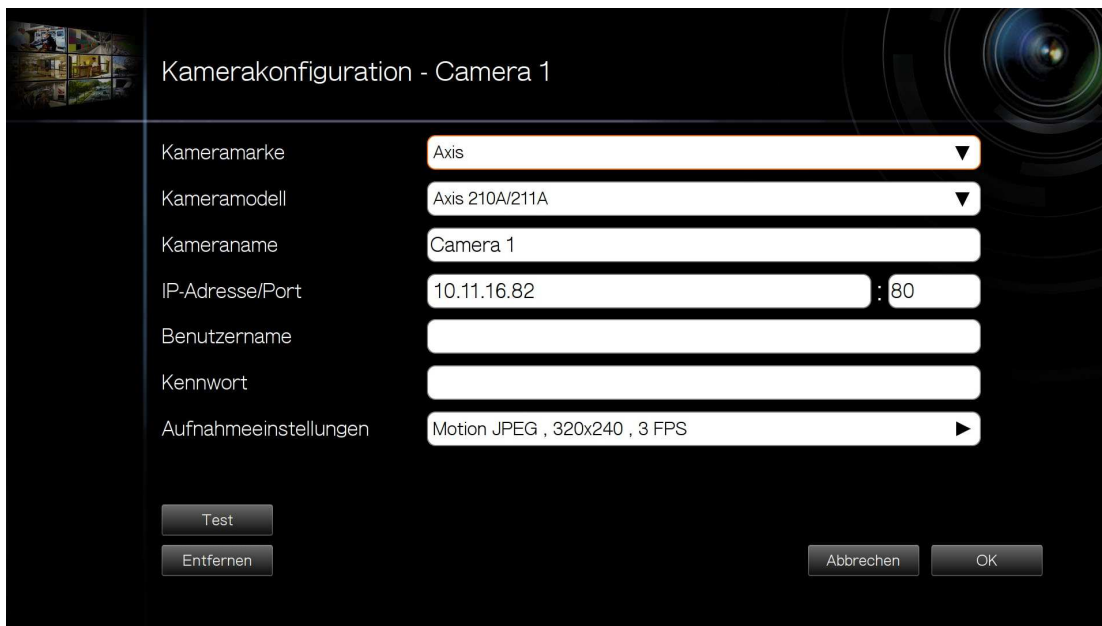 Kamerakonfiguration - Camera 1
Kameramarke Axis ▼
Kameramodell Axis 210A/211A ▼
Kameraname Camera 1
IP-Adresse/Port 10.11.16.82 : 80
Benutzername
Kennwort
Aufnahmeeinstellungen Motion JPEG , 320x240 , 3 FPS ►
Test
Entfernen Abbrechen OK